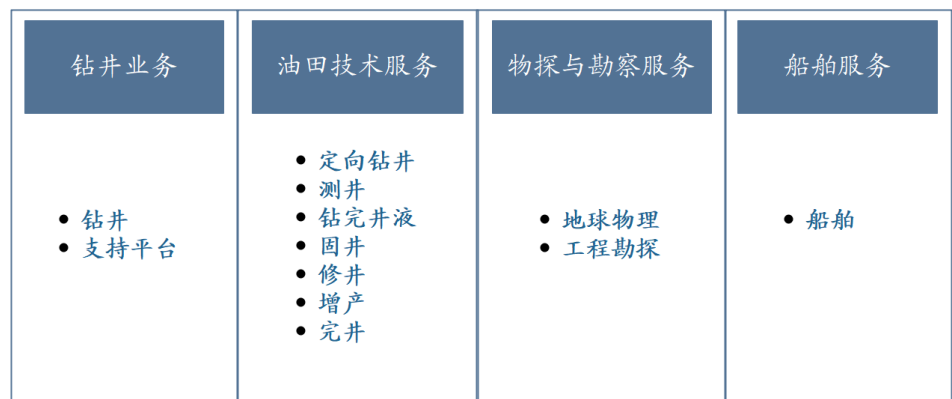 钻井业务
• 钻井
• 支持平台
油田技术服务
• 定向钻井
• 测井
• 钻完井液
• 固井
• 修井
• 增产
• 完井
物探与勘察服务
• 地球物理
• 工程勘探
船舶服务
• 船舶